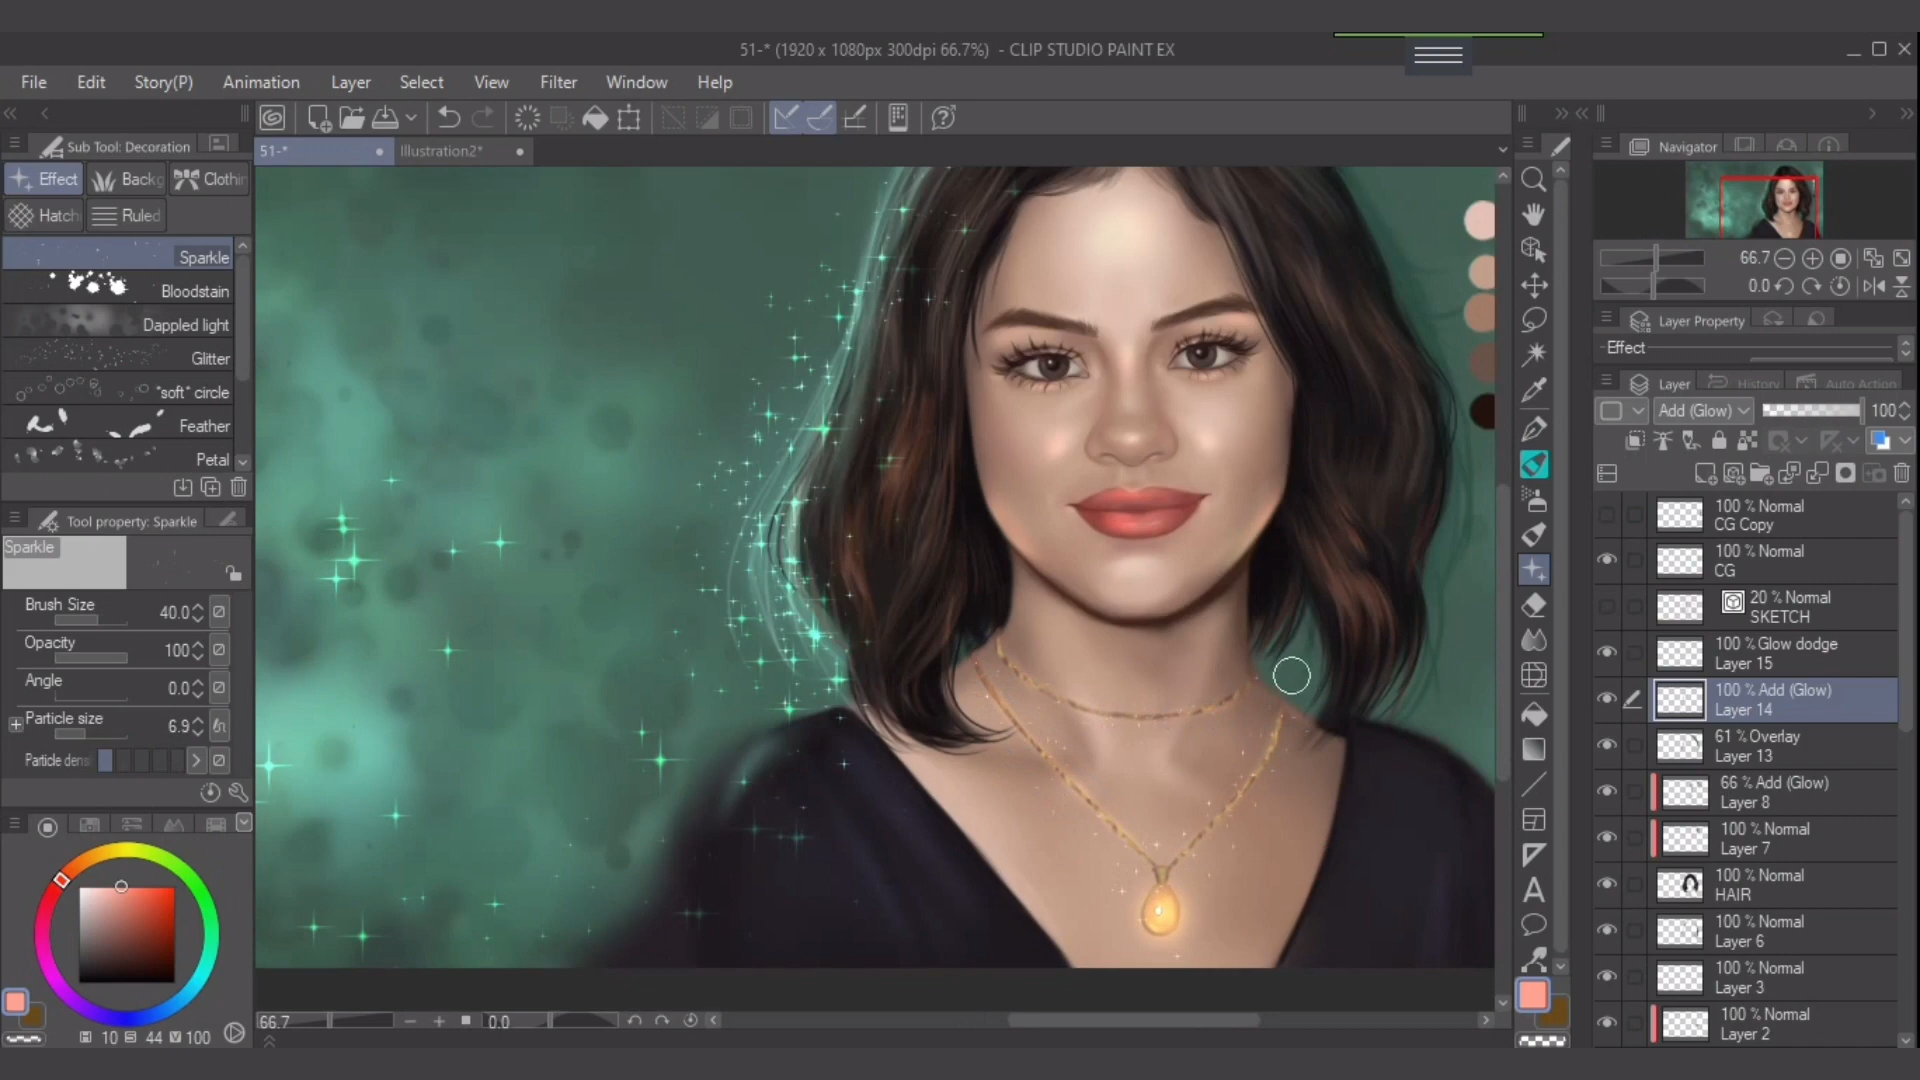 51-* (1920 x 1080px 300dpi 66.7%) - CLIP STUDIO PAINT EX
File Edit Story(P) Animation Layer Select View Filter Window Help
Sub Tool: Decoration
51-*
Illustration2*
Effect
Backg
Clothin
Hatchi
Ruled
Sparkle
Bloodstain
Dappled light
Glitter
"soft" circle
Feather
Petal
Tool property: Sparkle
Sparkle
Brush Size 40.0
Opacity 100
Angle 0.0
Particle size 6.9
Particle densi
10 44 100
66.7 0.0
Navigator
66.7
0.0
Layer Property
Effect
Layer History Auto Action
Add (Glow) 100
100 % Normal
CG Copy
100 % Normal
CG
20 % Normal
SKETCH
100 % Glow dodge
Layer 15
100 % Add (Glow)
Layer 14
61 % Overlay
Layer 13
66 % Add (Glow)
Layer 8
100 % Normal
Layer 7
100 % Normal
HAIR
100 % Normal
Layer 6
100 % Normal
Layer 3
100 % Normal
Layer 2